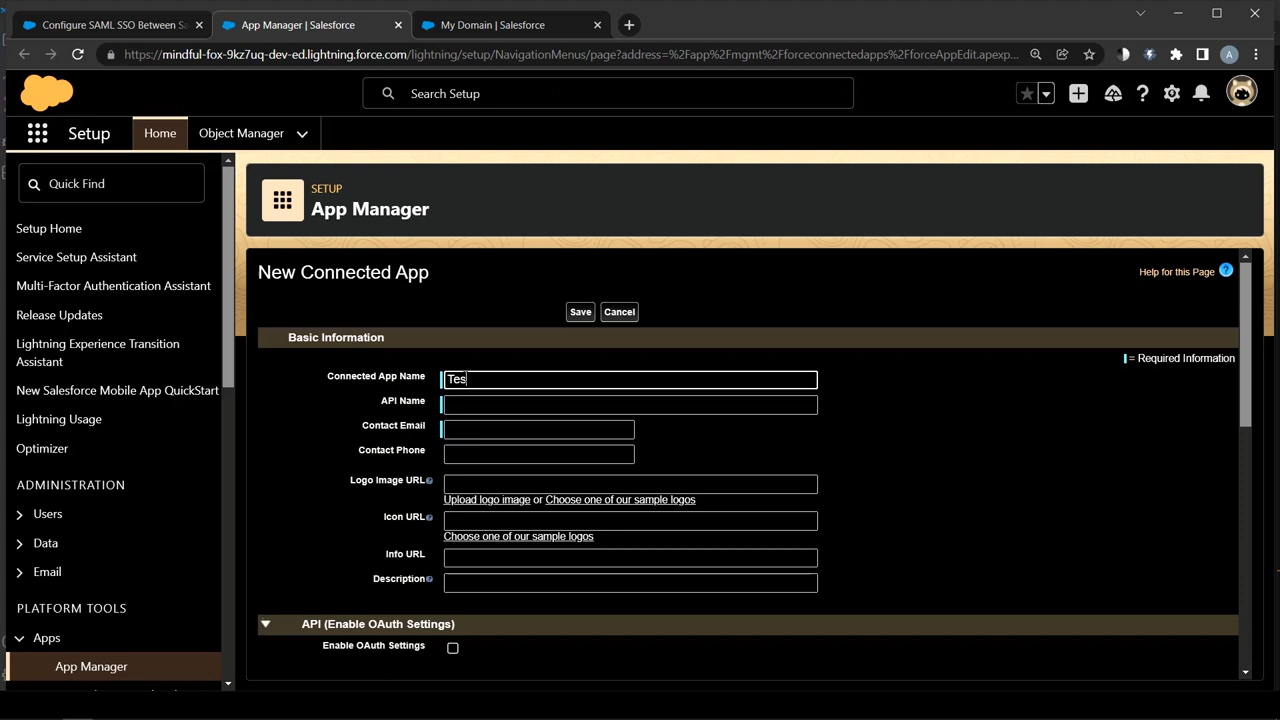 Configure SAML SSO Between Sa
App Manager | Salesforce
My Domain | Salesforce
https://mindful-fox-9kz7uq-dev-ed.lightning.force.com/lightning/setup/NavigationMenus/page?address=%2Fapp%2Fmgmt%2Fforceconnectedapps%2FforceAppEdit.apexp...
A
Search Setup
Setup
Home
Object Manager
Quick Find
Setup Home
Service Setup Assistant
Multi-Factor Authentication Assistant
Release Updates
Lightning Experience Transition
Assistant
New Salesforce Mobile App QuickStart
Lightning Usage
Optimizer
ADMINISTRATION
Users
Data
Email
PLATFORM TOOLS
Apps
App Manager
SETUP
App Manager
New Connected App
Help for this Page
Save
Cancel
Basic Information
= Required Information
Connected App Name
Tes
API Name
Contact Email
Contact Phone
Logo Image URL
Upload logo image or Choose one of our sample logos
Icon URL
Choose one of our sample logos
Info URL
Description
API (Enable OAuth Settings)
Enable OAuth Settings